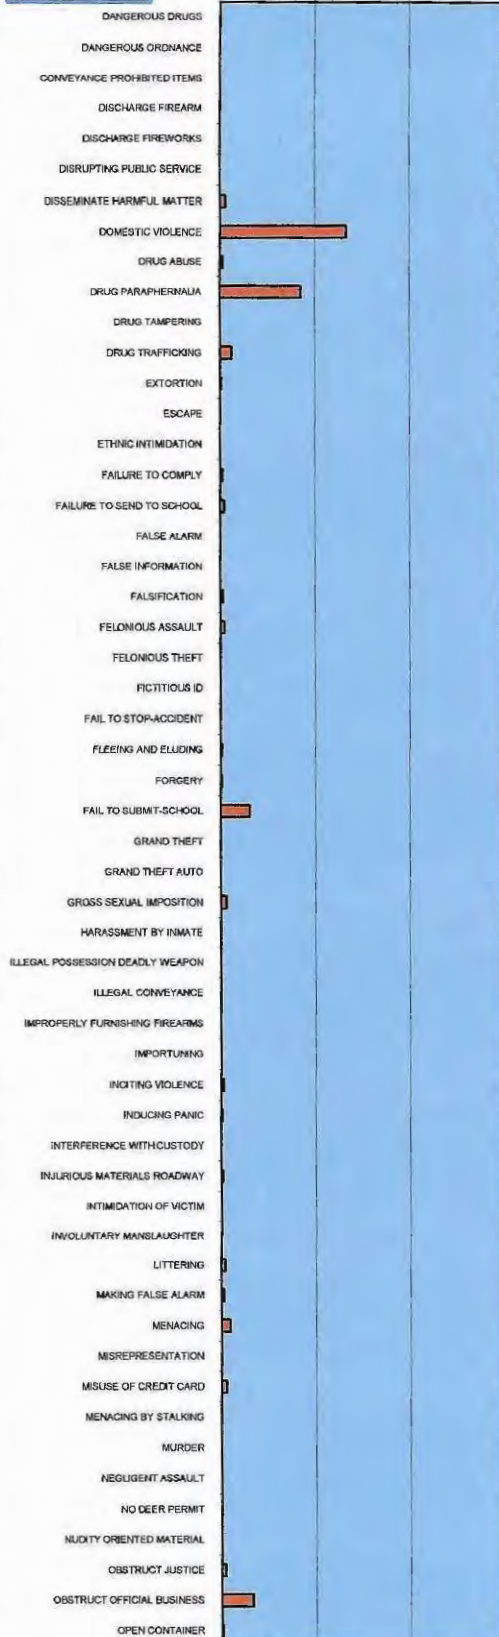 DANGEROUS DRUGS
DANGEROUS ORDNANCE
CONVEYANCE PROHIBITED ITEMS
DISCHARGE FIREARM
DISCHARGE FIREWORKS
DISRUPTING PUBLIC SERVICE
DISSEMINATE HARMFUL MATTER
DOMESTIC VIOLENCE
DRUG ABUSE
DRUG PARAPHERNALIA
DRUG TAMPERING
DRUG TRAFFICKING
EXTORTION
ESCAPE
ETHNIC INTIMIDATION
FAILURE TO COMPLY
FAILURE TO SEND TO SCHOOL
FALSE ALARM
FALSE INFORMATION
FALSIFICATION
FELONIOUS ASSAULT
FELONIOUS THEFT
FICTITIOUS ID
FAIL TO STOP-ACCIDENT
FLEEING AND ELUDING
FORGERY
FAIL TO SUBMIT-SCHOOL
GRAND THEFT
GRAND THEFT AUTO
GROSS SEXUAL IMPOSITION
HARASSMENT BY INMATE
ILLEGAL POSSESSION DEADLY WEAPON
ILLEGAL CONVEYANCE
IMPROPERLY FURNISHING FIREARMS
IMPORTUNING
INCITING VIOLENCE
INDUCING PANIC
INTERFERENCE WITH CUSTODY
INJURIOUS MATERIALS ROADWAY
INTIMIDATION OF VICTIM
INVOLUNTARY MANSLAUGHTER
LITTERING
MAKING FALSE ALARM
MENACING
MISREPRESENTATION
MISUSE OF CREDIT CARD
MENACING BY STALKING
MURDER
NEGLIGENT ASSAULT
NO DEER PERMIT
NUDITY ORIENTED MATERIAL
OBSTRUCT JUSTICE
OBSTRUCT OFFICIAL BUSINESS
OPEN CONTAINER